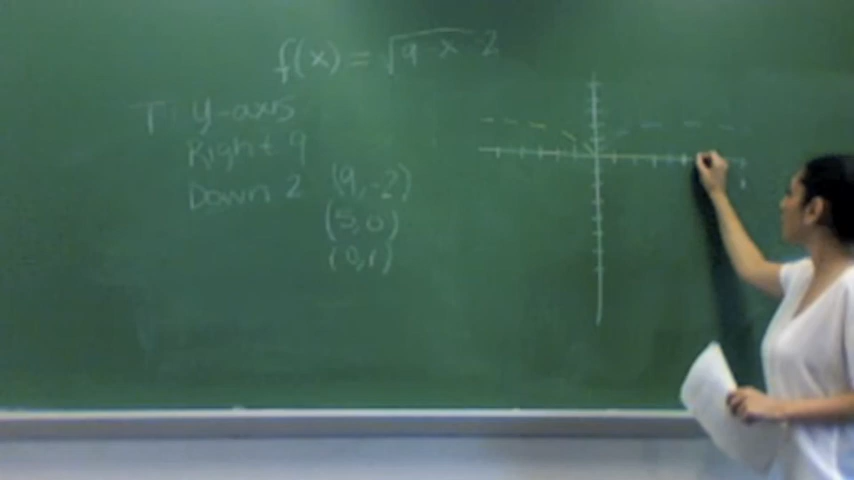 f(x) = √9-x - 2
T: y-axis
Right 9
Down 2 (9,-2)
(5,0)
(0,1)